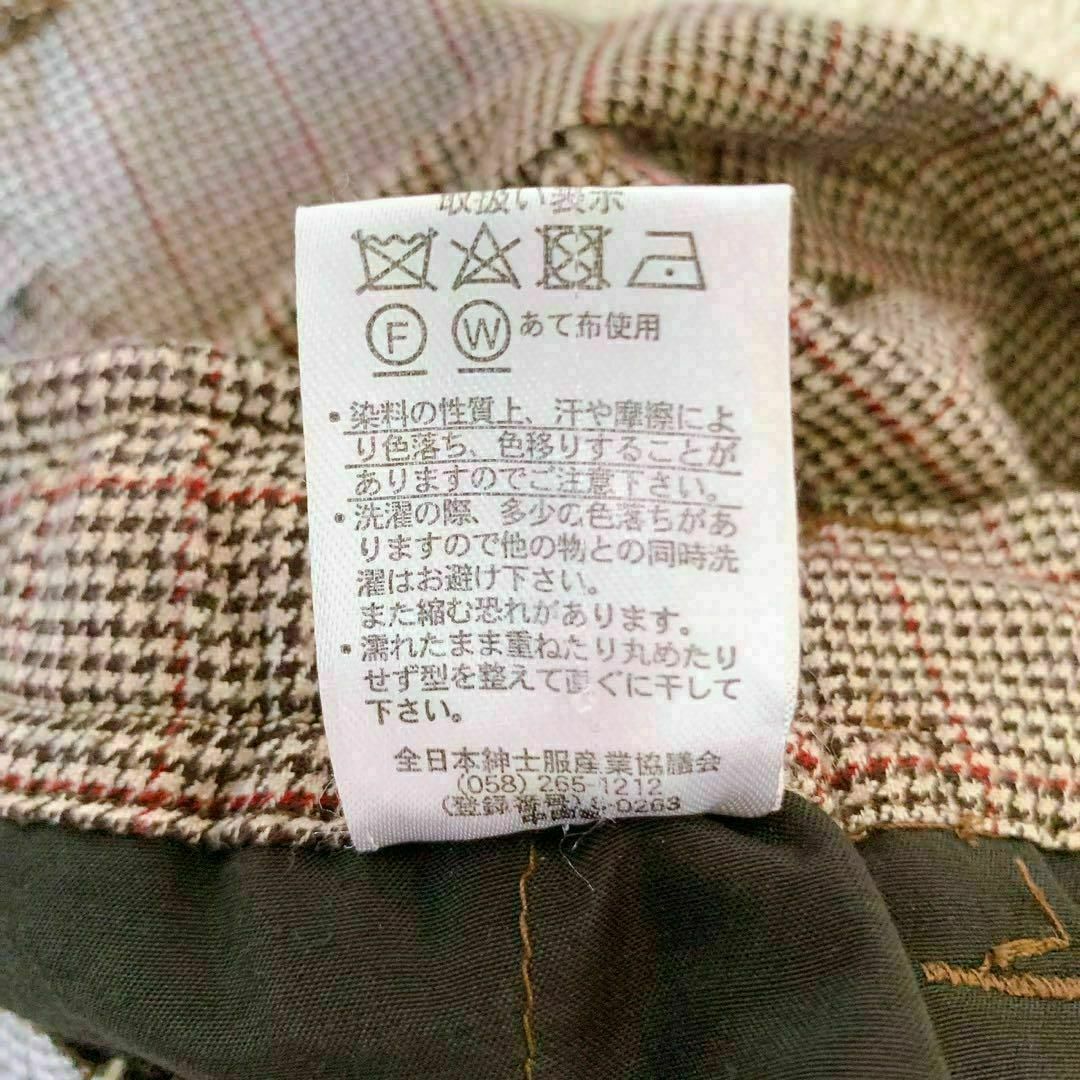 取扱い表示
F W あて布使用
・染料の性質上、汗や摩擦によ
り色落ち、色移りすることが
ありますのでご注意下さい。
・洗濯の際、多少の色落ちがあ
りますので他の物との同時洗
濯はお避け下さい。
また縮む恐れがあります。
・濡れたまま重ねたり丸めたり
せず型を整えて直ぐに干して
下さい。
全日本紳士服産業協議会
(058) 265-1212
(登録番号)